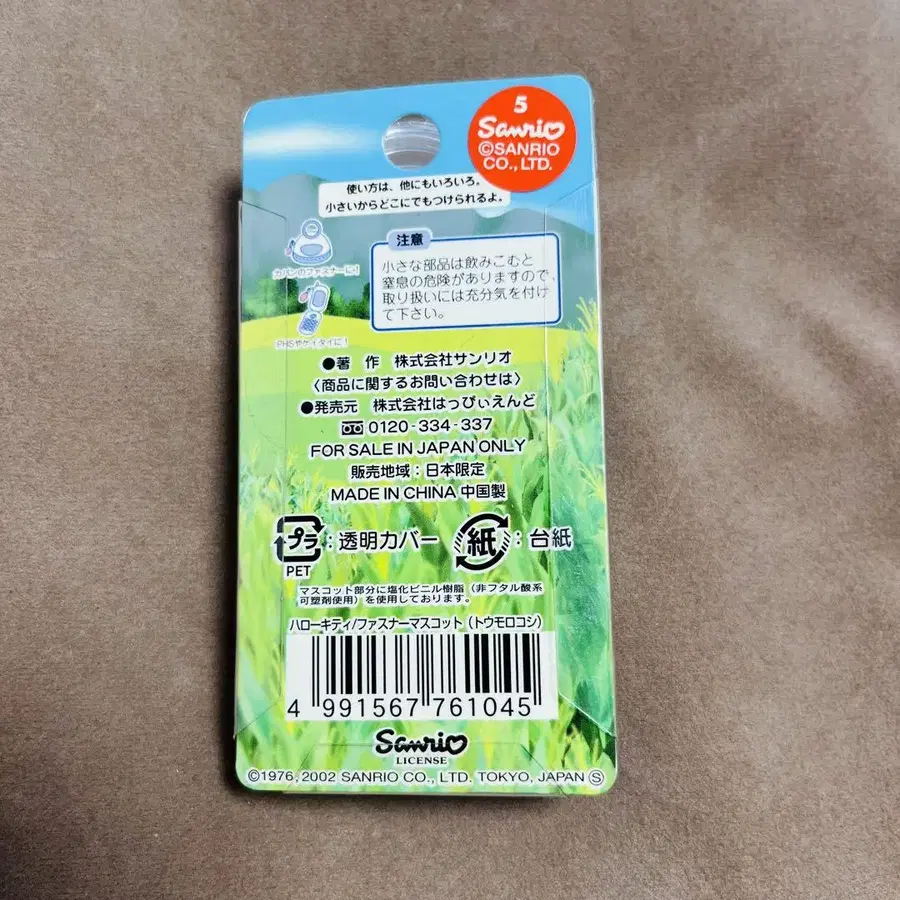 5
Sanrio
©SANRIO
CO.,LTD.
使い方は、他にもいろいろ。
小さいからどこにでもつけられるよ。
注意
小さな部品は飲みこむと
窒息の危険がありますので、
取り扱いには充分気を付け
て下さい。
カバンのファスナーに!
PHSやケイタイに!
●著 作 株式会社サンリオ
〈商品に関するお問い合わせは〉
●発売元 株式会社はっぴぃえんど
0120-334-337
FOR SALE IN JAPAN ONLY
販売地域:日本限定
MADE IN CHINA 中国製
プラ:透明カバー 紙:台紙
PET
マスコット部分に塩化ビニル樹脂(非フタル酸系
可塑剤使用)を使用しております。
ハローキティ/ファスナーマスコット(トウモロコシ)
4 991567 761045
Sanrio
LICENSE
©1976, 2002 SANRIO CO., LTD. TOKYO, JAPAN Ⓢ